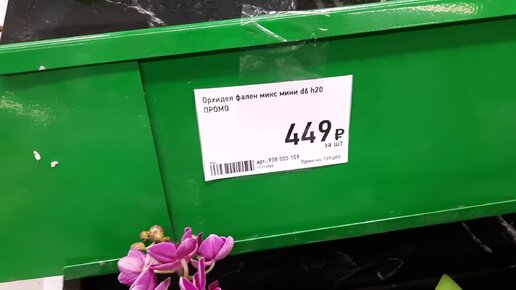 Орхидея фален микс мини d6 h20
ПРОМО
449₽
за шт
арт.:938 005 159